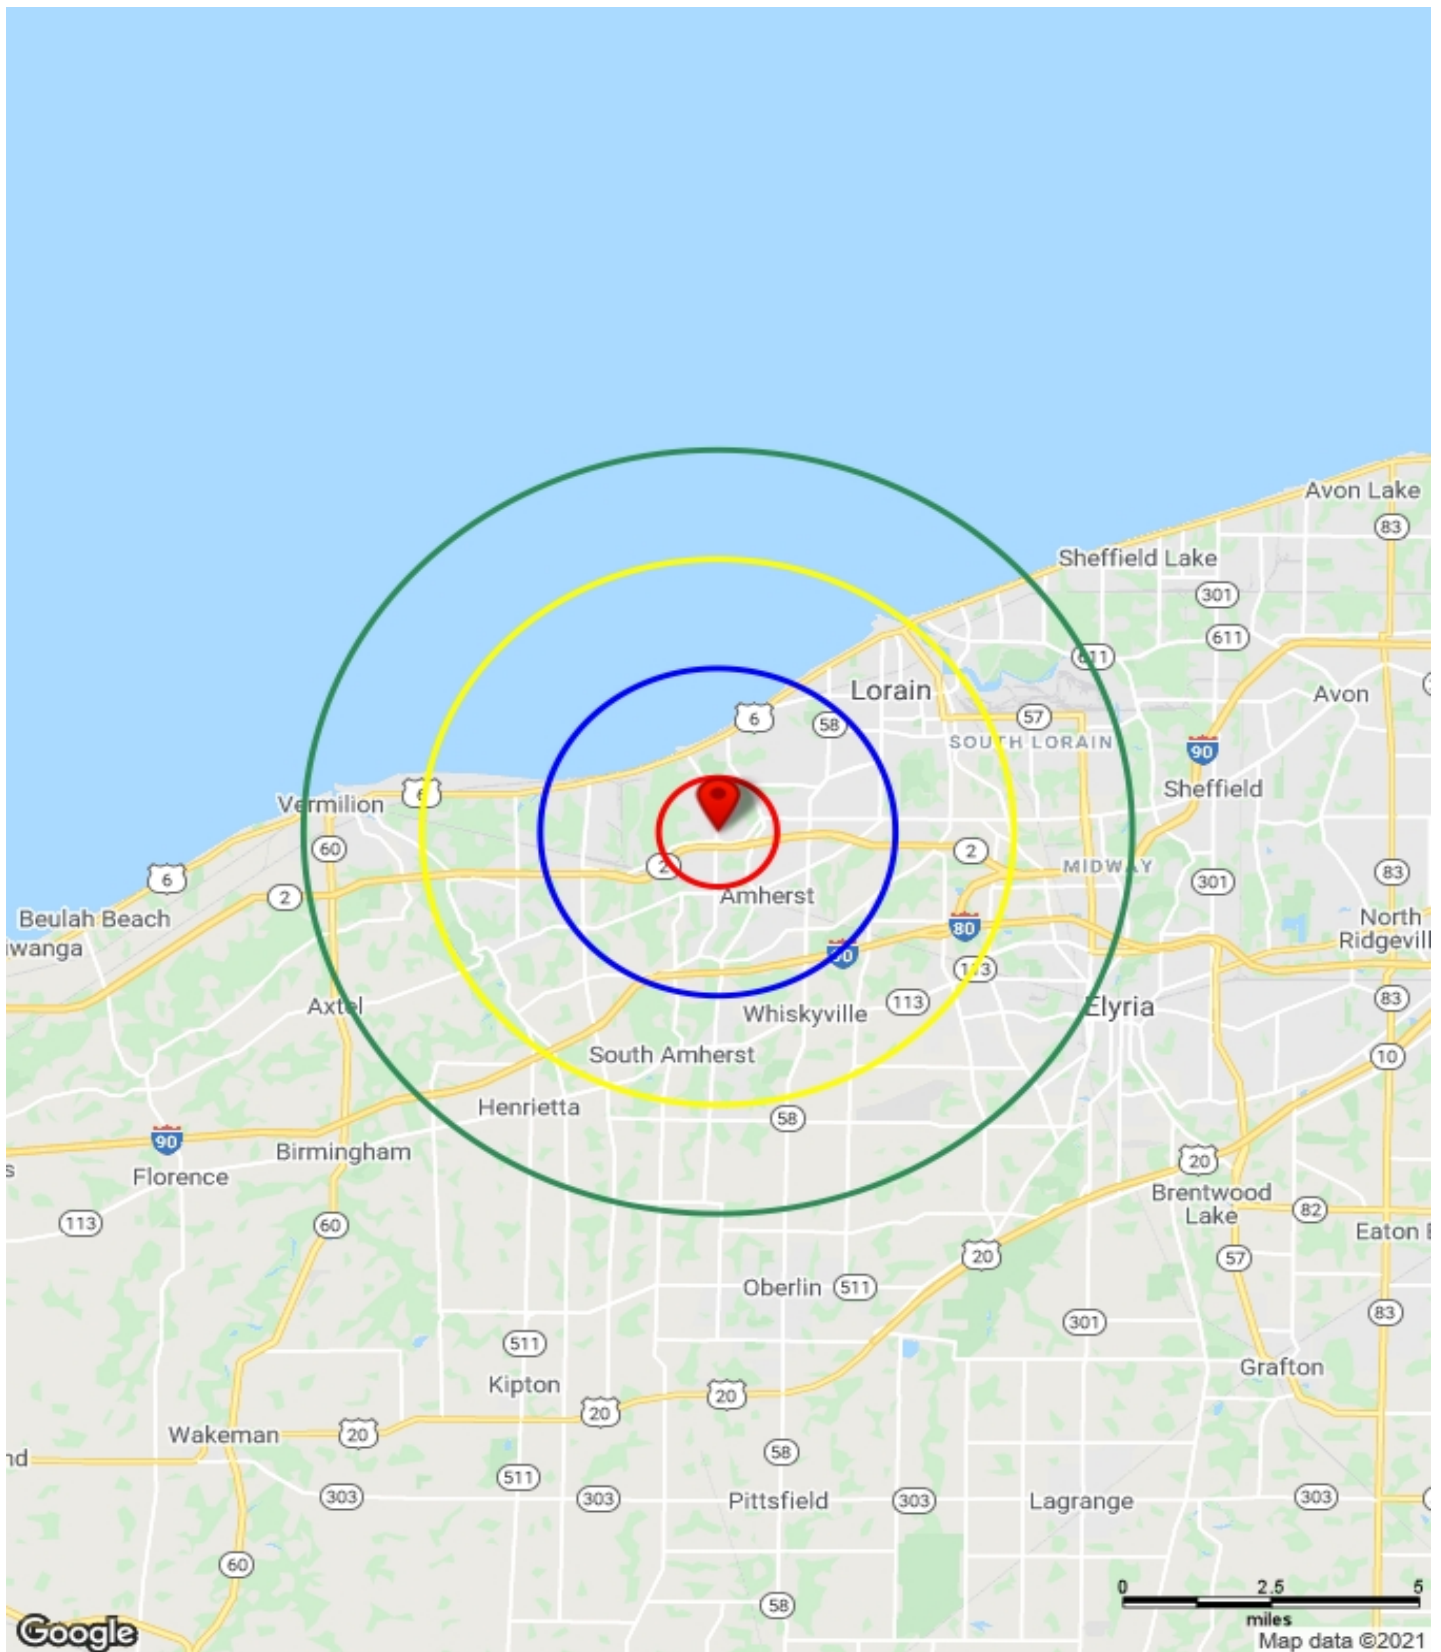 Avon Lake
83
Sheffield Lake
301
611
611
Lorain
Avon
6
58
57
SOUTH LORAIN
90
Sheffield
6
Vermilion
60
2
2
MIDWAY
6
2
301
83
Amherst
Beulah Beach
iwanga
North
Ridgevill
80
90
113
83
Axtel
113
Elyria
Whiskyville
South Amherst
10
Henrietta
58
90
Birmingham
s
Florence
20
Brentwood
Lake
113
60
82
Eaton E
20
57
Oberlin
511
301
83
511
Grafton
Kipton
20
20
Wakeman
20
58
nd
511
303
303
Pittsfield
303
Lagrange
303
60
58
0 2.5 5
miles
Google
Map data ©2021